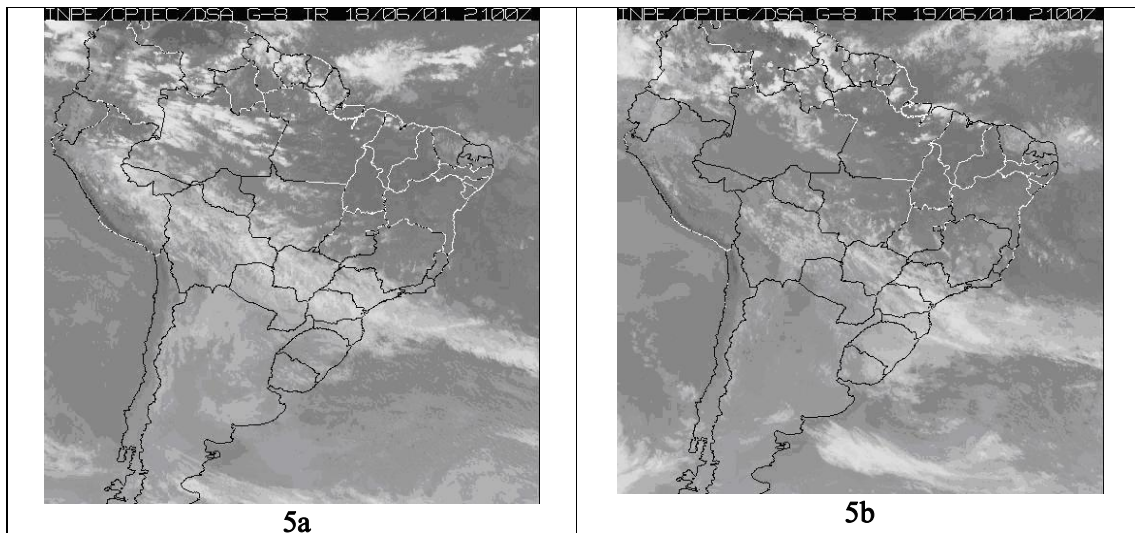 INPE/CPTEC/DSA G-8 IR 18/06/01 2100Z
INPE/CPTEC/DSA G-8 IR 19/06/01 2100Z
5a
5b